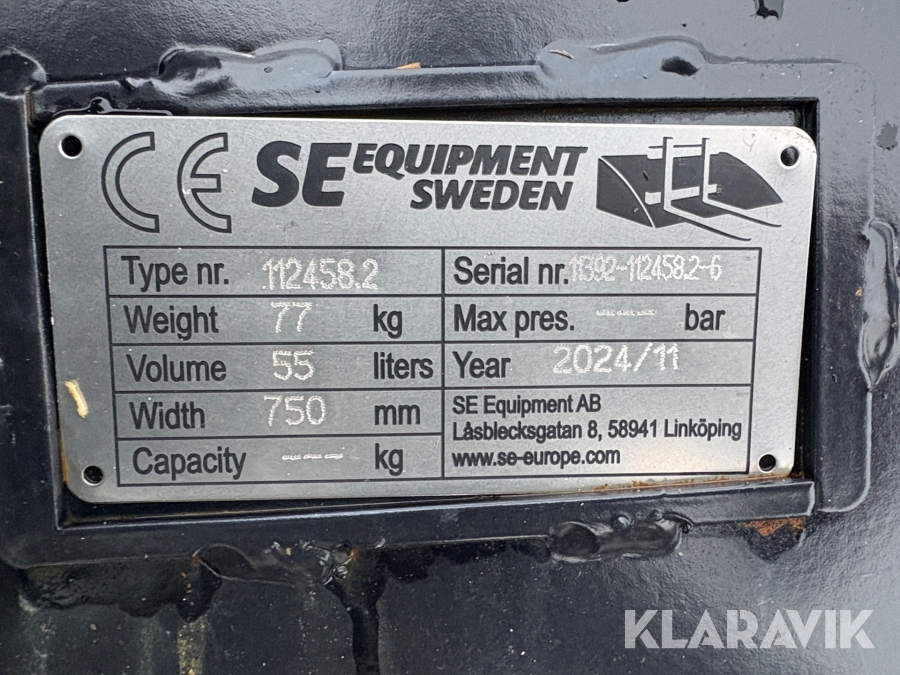 CE SE EQUIPMENT SWEDEN
Type nr. 112458.2
Serial nr. 11392-112458.2-6
Weight 77 kg
Max pres. --- bar
Volume 55 liters
Year 2024/11
Width 750 mm
SE Equipment AB
Låsblecksgatan 8, 58941 Linköping
www.se-europe.com
Capacity --- kg
KLARAVIK